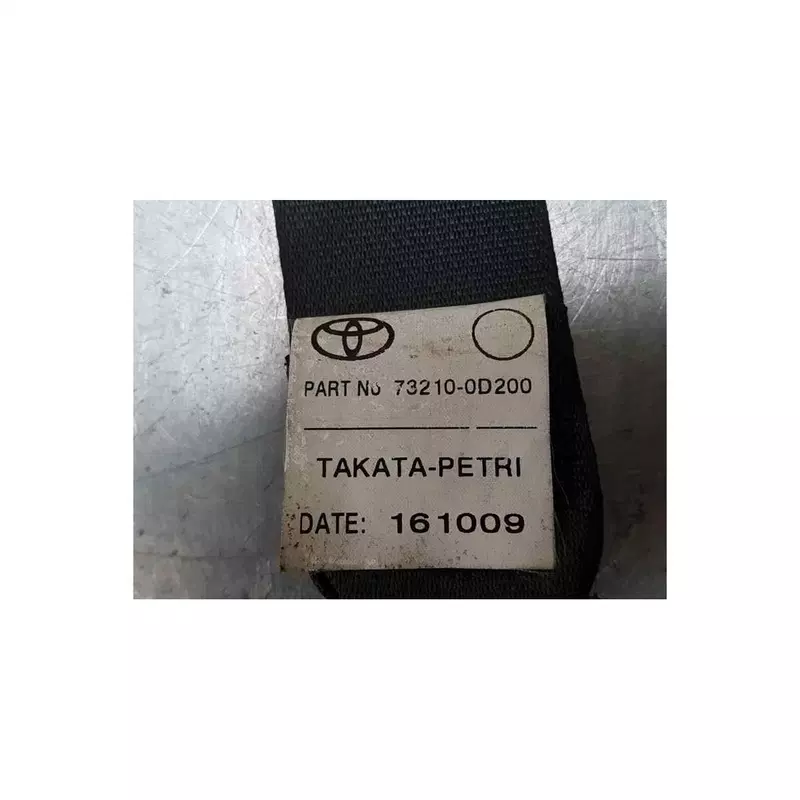 PART No 73210-0D200
TAKATA-PETRI
DATE: 161009